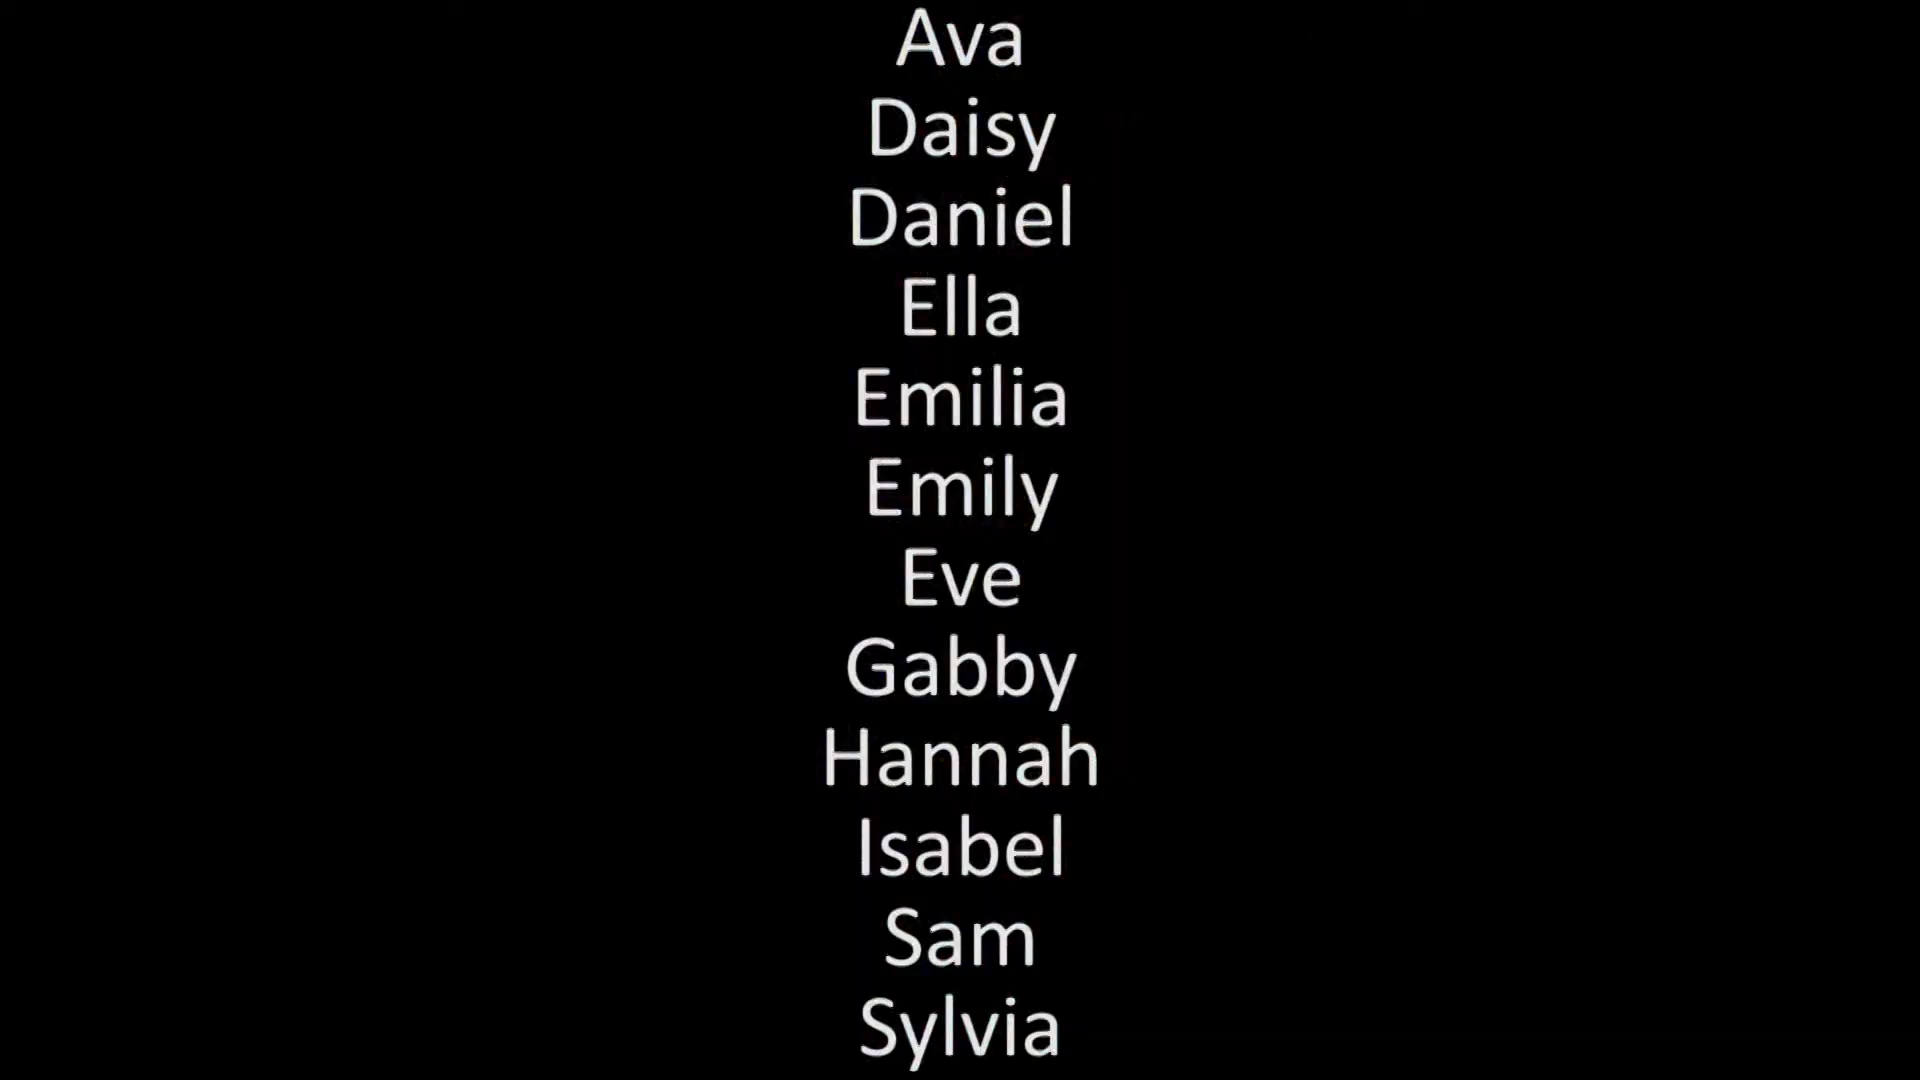 Ava
Daisy
Daniel
Ella
Emilia
Emily
Eve
Gabby
Hannah
Isabel
Sam
Sylvia